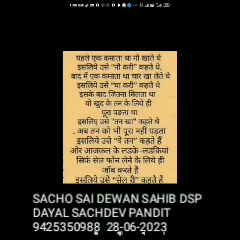 पहले एक कमाता था नौ खाते थे
इसलिये उसे "नौ करी" कहते थे,
बाद में एक कमाता था चार खा लेते थे
इसलिये उसे "चा करी" कहते थे
इसके बाद जितना मिलता था
वो खुद के तन के लिये ही
पूरा पड़ता था
इसलिए उसे "तन खा" कहते थे
, अब तन को भी पूरा नहीं पड़ता
इसलिये उसे "वे तन" कहते हैं
और आजकल के लड़के-लड़कियां
सिर्फ सेल फोन लेने के लिये ही
जॉब करते है
इसलिये उसे "सेल री" कहते हैं
SACHO SAI DEWAN SAHIB DSP
DAYAL SACHDEV PANDIT
9425350988 28-06-2023